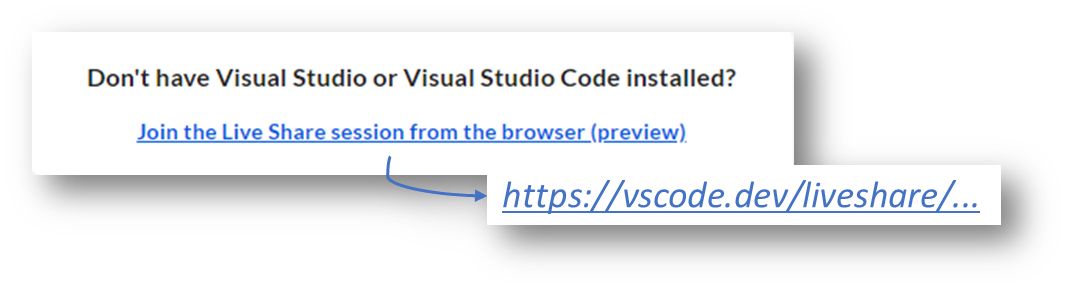 Don't have Visual Studio or Visual Studio Code installed?
Join the Live Share session from the browser (preview)
https://vscode.dev/liveshare/...